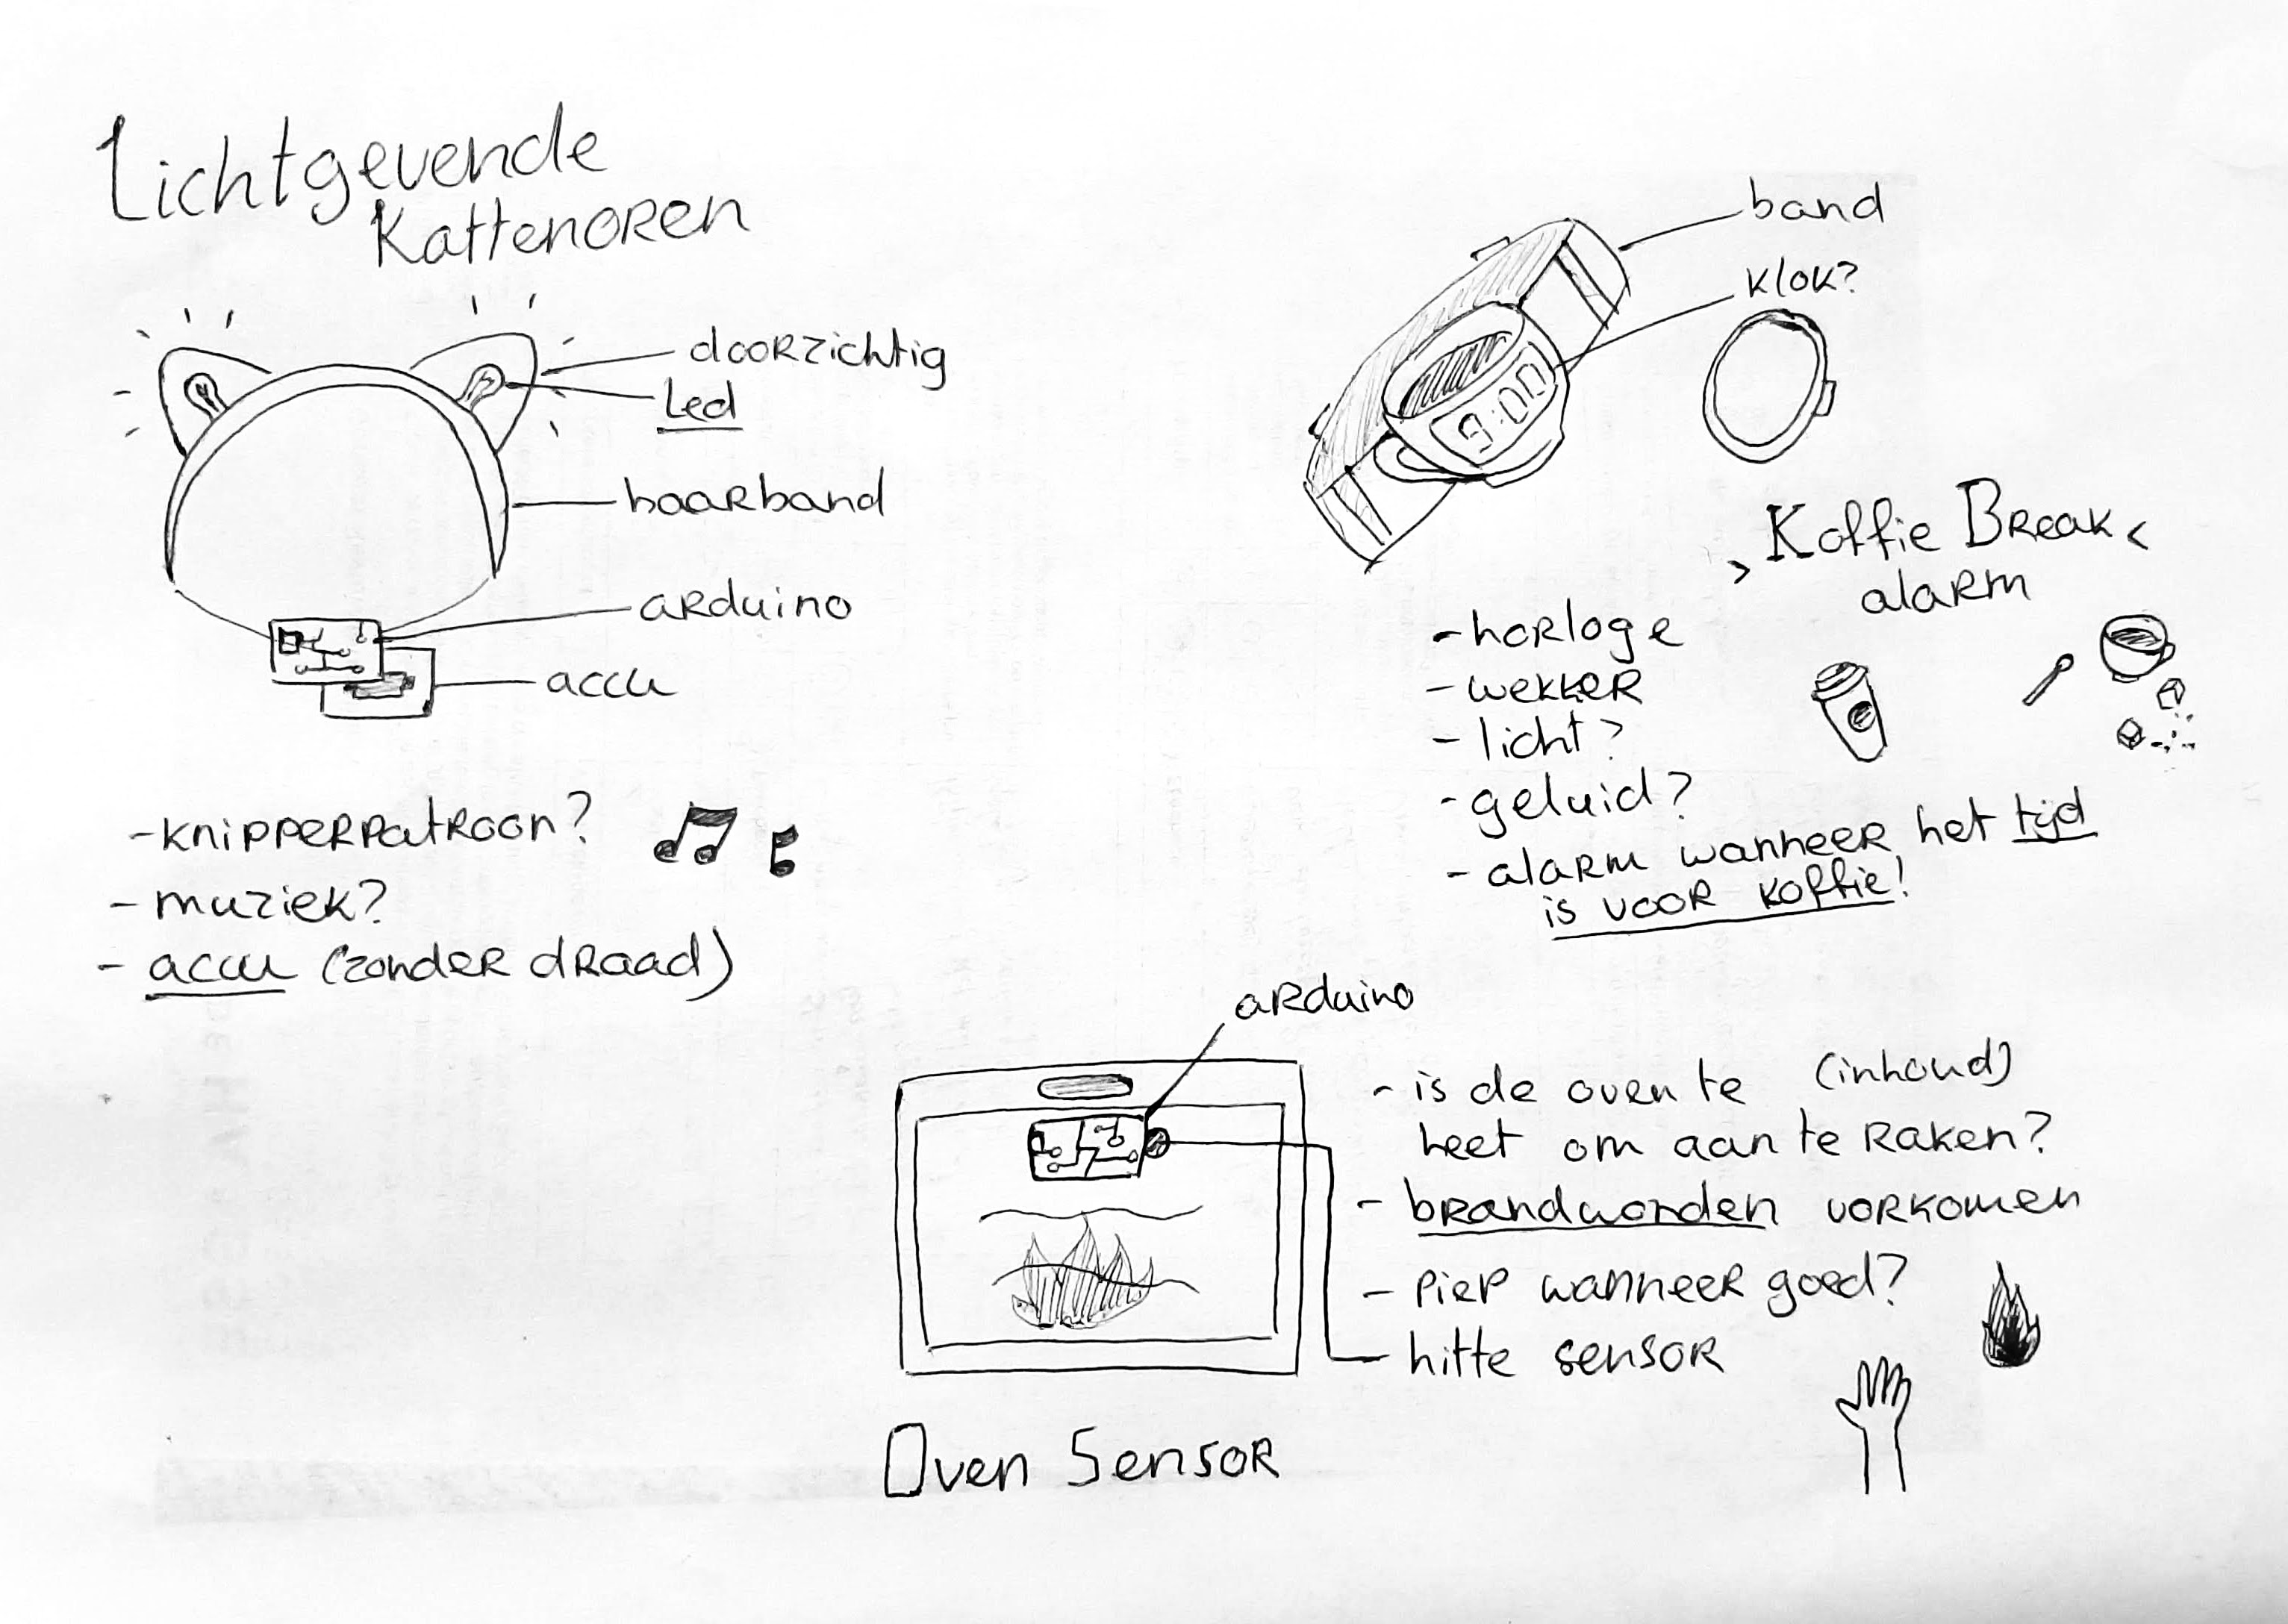 Lichtgevende
Kattenoren
doorzichtig
Led
haarband
arduino
accu
-knipperpatroon?
- muziek?
- accu (zonder draad)
band
klok?
9:00
> Koffie Break <
alarm
- horloge
- wekker
- licht?
- geluid?
- alarm wanneer het tijd
is voor koffie!
arduino
- is de oven te (inhoud)
heet om aan te raken?
- brandwonden vorkomen
- piep wanneer goed?
- hitte sensor
Oven Sensor